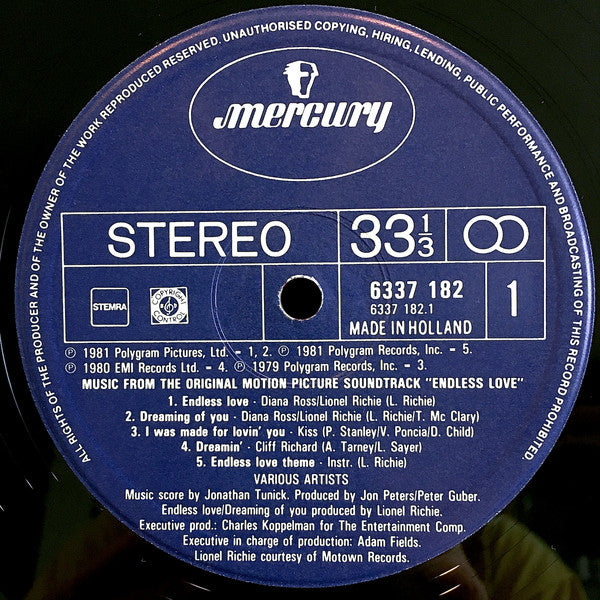 ALL RIGHTS OF THE PRODUCER AND OF THE OWNER OF THE WORK REPRODUCED RESERVED. UNAUTHORISED COPYING, HIRING, LENDING, PUBLIC PERFORMANCE AND BROADCASTING OF THIS RECORD PROHIBITED.
mercury
STEREO
33 1/3
6337 182
6337 182.1
1
STEMRA
COPYRIGHT CONTROL
MADE IN HOLLAND
℗ 1981 Polygram Pictures, Ltd. - 1, 2. ℗ 1981 Polygram Records, Inc. - 5.
℗ 1980 EMI Records Ltd. - 4. ℗ 1979 Polygram Records, Inc. - 3.
MUSIC FROM THE ORIGINAL MOTION PICTURE SOUNDTRACK "ENDLESS LOVE"
1. Endless love - Diana Ross/Lionel Richie (L. Richie)
2. Dreaming of you - Diana Ross/Lionel Richie (L. Richie/T. Mc Clary)
3. I was made for lovin' you - Kiss (P. Stanley/V. Poncia/D. Child)
4. Dreamin' - Cliff Richard (A. Tarney/L. Sayer)
5. Endless love theme - Instr. (L. Richie)
VARIOUS ARTISTS
Music score by Jonathan Tunick. Produced by Jon Peters/Peter Guber.
Endless love/Dreaming of you produced by Lionel Richie.
Executive prod.: Charles Koppelman for The Entertainment Comp.
Executive in charge of production: Adam Fields.
Lionel Richie courtesy of Motown Records.